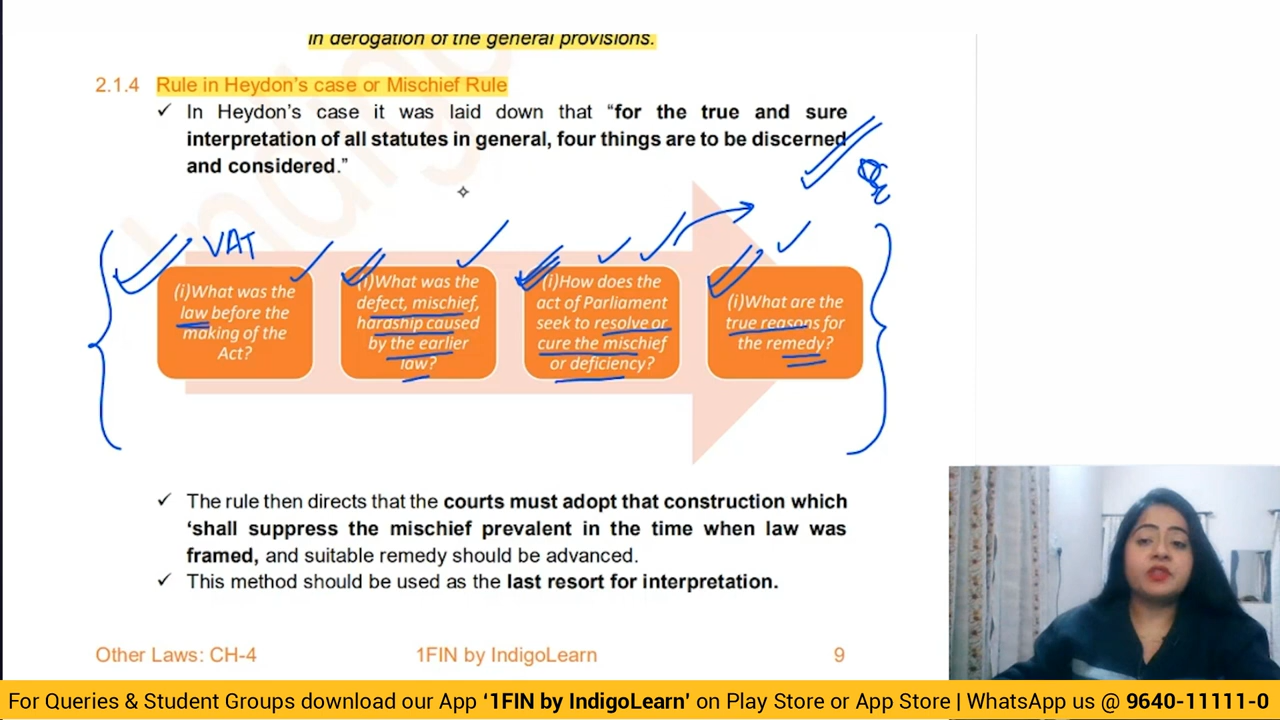 in derogation of the general provisions.
2.1.4 Rule in Heydon's case or Mischief Rule
✓ In Heydon's case it was laid down that "for the true and sure
interpretation of all statutes in general, four things are to be discerned
and considered."
VAT
(i)What was the
law before the
making of the
Act?
(i)What was the
defect, mischief,
hardship caused
by the earlier
law?
(i)How does the
act of Parliament
seek to resolve or
cure the mischief
or deficiency?
(i)What are the
true reasons for
the remedy?
✓ The rule then directs that the courts must adopt that construction which
'shall suppress the mischief prevalent in the time when law was
framed, and suitable remedy should be advanced.
✓ This method should be used as the last resort for interpretation.
Other Laws: CH-4 1FIN by IndigoLearn 9
For Queries & Student Groups download our App '1FIN by IndigoLearn' on Play Store or App Store | WhatsApp us @ 9640-11111-0